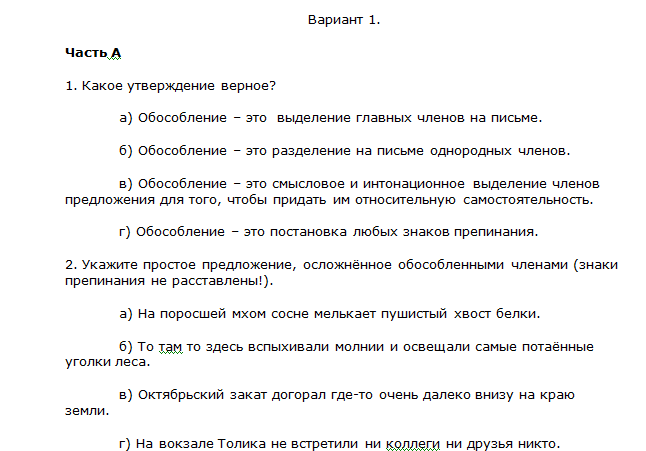 Вариант 1.
Часть А
1. Какое утверждение верное?
а) Обособление – это выделение главных членов на письме.
б) Обособление – это разделение на письме однородных членов.
в) Обособление – это смысловое и интонационное выделение членов
предложения для того, чтобы придать им относительную самостоятельность.
г) Обособление – это постановка любых знаков препинания.
2. Укажите простое предложение, осложнённое обособленными членами (знаки
препинания не расставлены!).
а) На поросшей мхом сосне мелькает пушистый хвост белки.
б) То там то здесь вспыхивали молнии и освещали самые потаённые
уголки леса.
в) Октябрьский закат догорал где-то очень далеко внизу на краю
земли.
г) На вокзале Толика не встретили ни коллеги ни друзья никто.